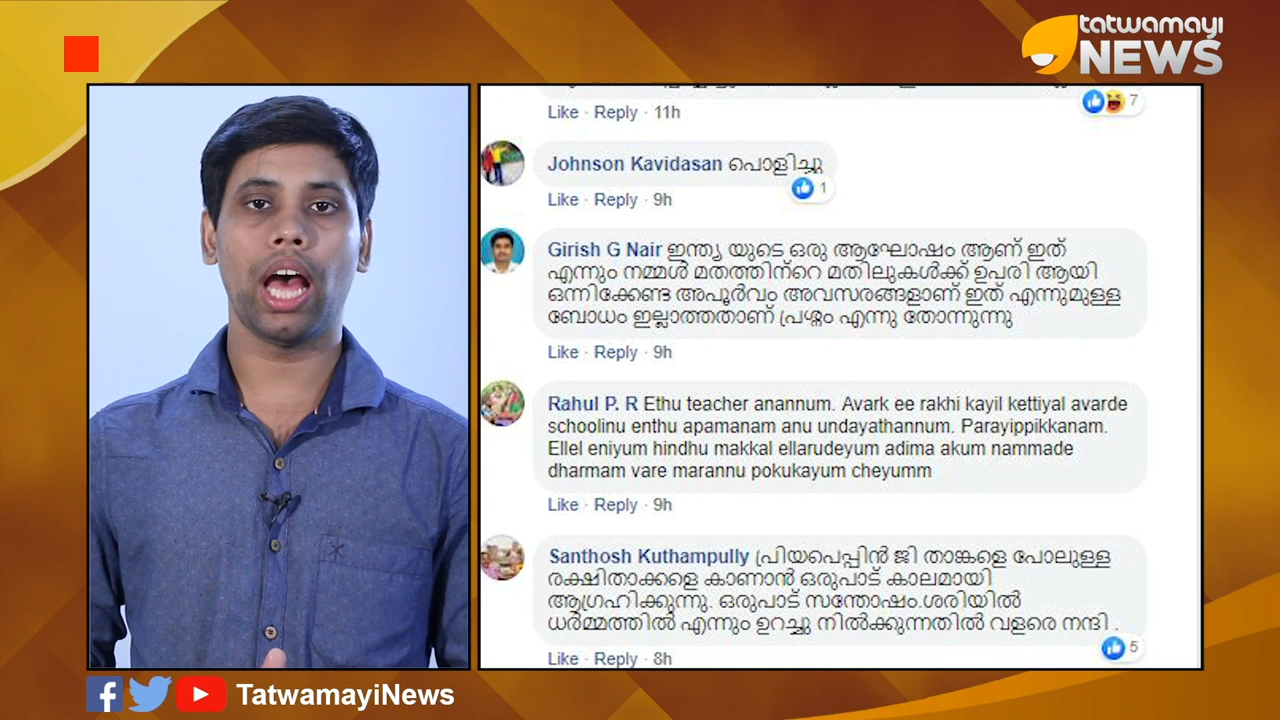 tatwamayi
NEWS
Like · Reply · 11h
7
Johnson Kavidasan പൊളിച്ചു
1
Like · Reply · 9h
Girish G Nair ഇന്ത്യ യുടെ ഒരു ആഘോഷം ആണ് ഇത്
എന്നും നമ്മൾ മതത്തിന്റെ മതിലുകൾക്ക് ഉപരി ആയി
ഒന്നിക്കേണ്ട അപൂർവം അവസരങ്ങളാണ് ഇത് എന്നുമുള്ള
ബോധം ഇല്ലാത്തതാണ് പ്രശ്നം എന്നു തോന്നുന്നു
Like · Reply · 9h
Rahul P. R Ethu teacher anannum. Avark ee rakhi kayil kettiyal avarde
schoolinu enthu apamanam anu undayathannum. Parayippikkanam.
Ellel eniyum hindhu makkal ellarudeyum adima akum nammade
dharmam vare marannu pokukayum cheyumm
Like · Reply · 9h
Santhosh Kuthampully പ്രിയപെപ്പിൻ ജി താങ്കളെ പോലുള്ള
രക്ഷിതാക്കളെ കാണാൻ ഒരുപാട് കാലമായി
ആഗ്രഹിക്കുന്നു. ഒരുപാട് സന്തോഷം.ശരിയിൽ
ധർമ്മത്തിൽ എന്നും ഉറച്ചു നിൽക്കുന്നതിൽ വളരെ നന്ദി .
5
Like · Reply · 8h
TatwamayiNews